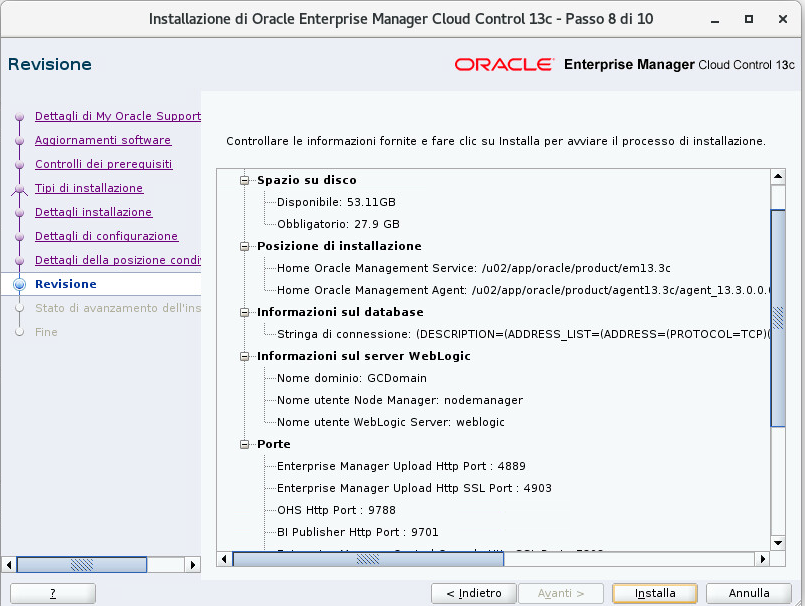 Installazione di Oracle Enterprise Manager Cloud Control 13c - Passo 8 di 10
Revisione
ORACLE Enterprise Manager Cloud Control 13c
Dettagli di My Oracle Support
Aggiornamenti software
Controlli dei prerequisiti
Tipi di installazione
Dettagli installazione
Dettagli di configurazione
Dettagli della posizione condi
Revisione
Stato di avanzamento dell'ins
Fine
Controllare le informazioni fornite e fare clic su Installa per avviare il processo di installazione.
Spazio su disco
Disponibile: 53.11GB
Obbligatorio: 27.9 GB
Posizione di installazione
Home Oracle Management Service: /u02/app/oracle/product/em13.3c
Home Oracle Management Agent: /u02/app/oracle/product/agent13.3c/agent_13.3.0.0.0
Informazioni sul database
Stringa di connessione: (DESCRIPTION=(ADDRESS_LIST=(ADDRESS=(PROTOCOL=TCP)(
Informazioni sul server WebLogic
Nome dominio: GCDomain
Nome utente Node Manager: nodemanager
Nome utente WebLogic Server: weblogic
Porte
Enterprise Manager Upload Http Port : 4889
Enterprise Manager Upload Http SSL Port : 4903
OHS Http Port : 9788
BI Publisher Http Port : 9701
?
< Indietro
Avanti >
Installa
Annulla